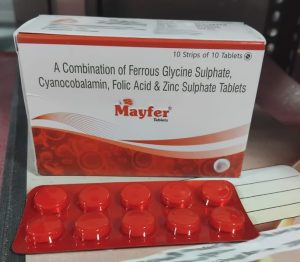 10 Strips of 10 Tablets
A Combination of Ferrous Glycine Sulphate,
Cyanocobalamin, Folic Acid & Zinc Sulphate Tablets
Mayfer
Tablets